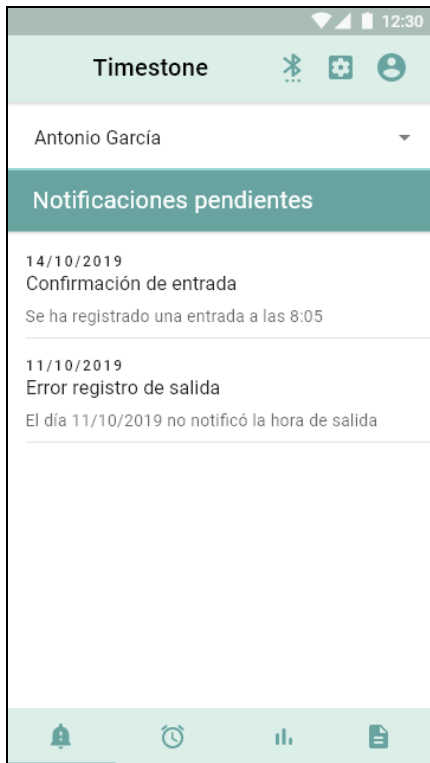 12:30
Timestone
Antonio García
Notificaciones pendientes
14/10/2019
Confirmación de entrada
Se ha registrado una entrada a las 8:05
11/10/2019
Error registro de salida
El día 11/10/2019 no notificó la hora de salida